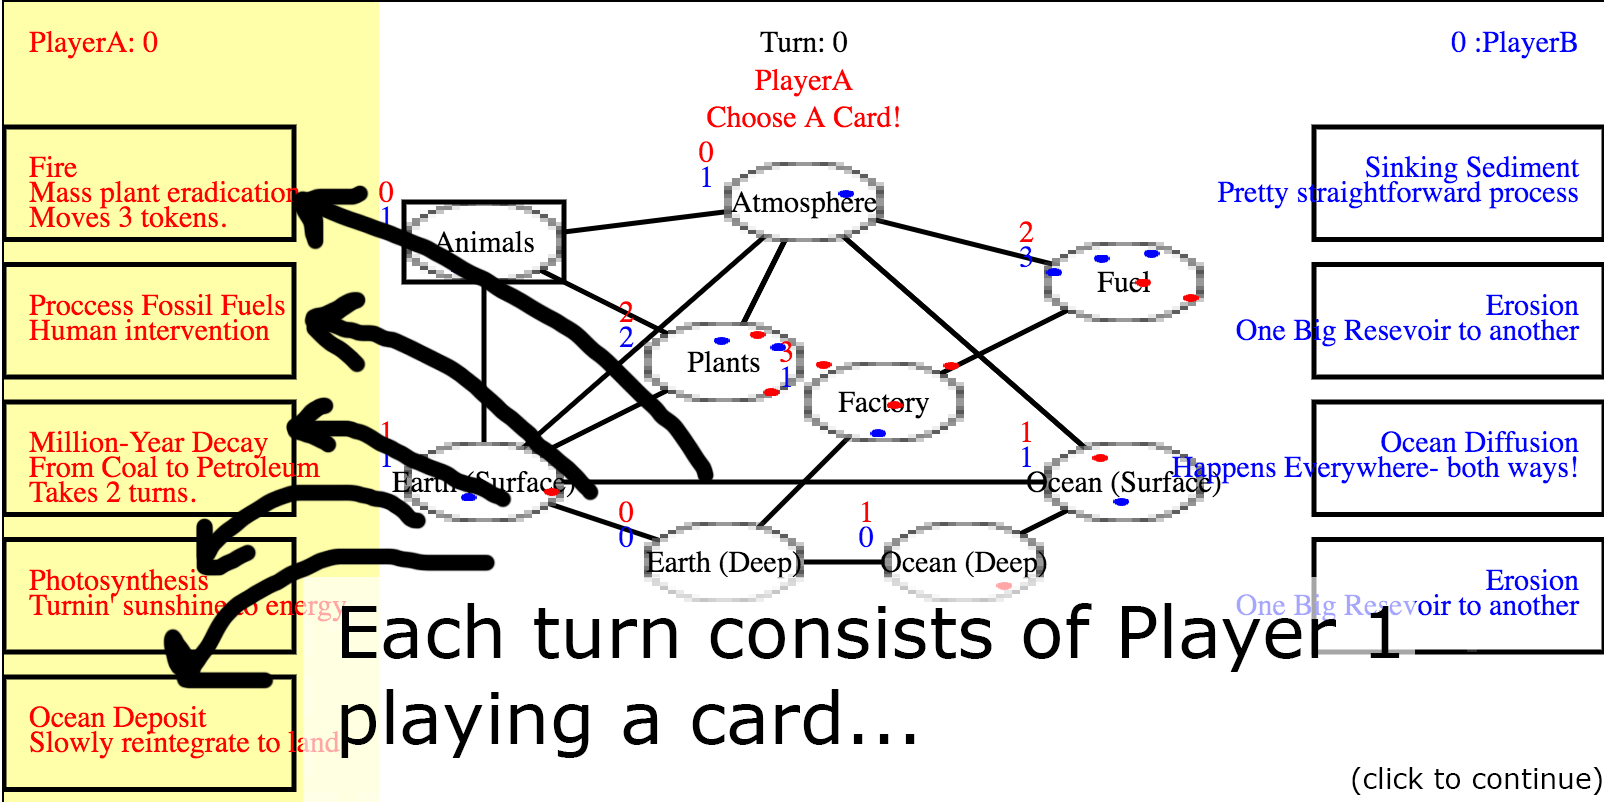 PlayerA: 0
Turn: 0
0 :PlayerB
PlayerA
Choose A Card!
Fire
Mass plant eradication
Moves 3 tokens.
Proccess Fossil Fuels
Human intervention
Million-Year Decay
From Coal to Petroleum
Takes 2 turns.
Photosynthesis
Turnin' sunshine to energy
Ocean Deposit
Slowly reintegrate to land
0
1
Animals
0
1
Atmosphere
2
3
Fuel
2
2
Plants
3
1
Factory
1
1
Earth (Surface)
1
1
Ocean (Surface)
0
0
Earth (Deep)
1
0
Ocean (Deep)
Sinking Sediment
Pretty straightforward process
Erosion
One Big Resevoir to another
Ocean Diffusion
Happens Everywhere- both ways!
Erosion
One Big Resevoir to another
Each turn consists of Player 1
playing a card...
(click to continue)